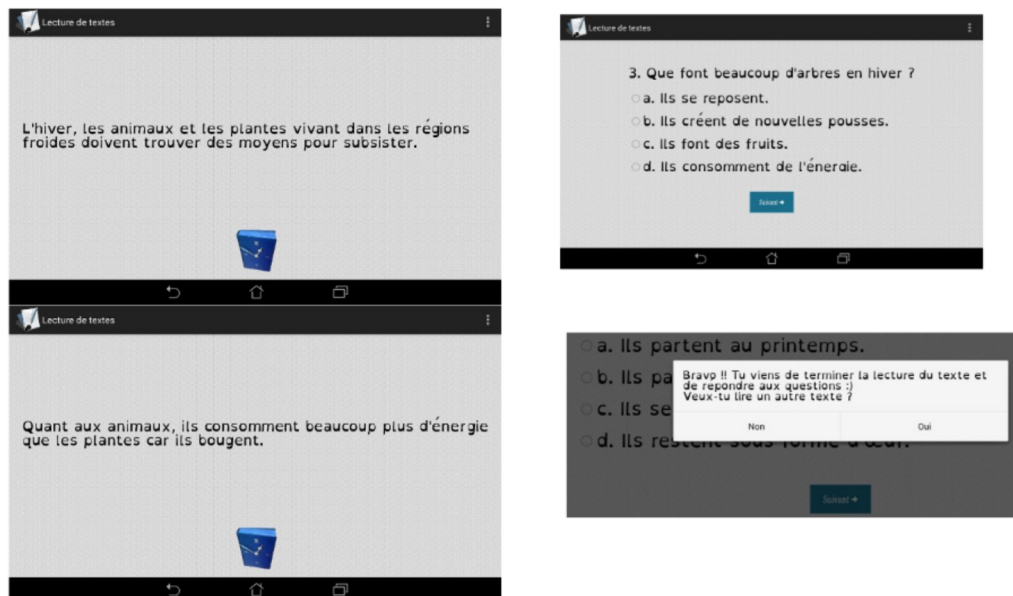 Lecture de textes
L'hiver, les animaux et les plantes vivant dans les régions
froides doivent trouver des moyens pour subsister.
Lecture de textes
Quant aux animaux, ils consomment beaucoup plus d'énergie
que les plantes car ils bougent.
Lecture de textes
3. Que font beaucoup d'arbres en hiver ?
a. Ils se reposent.
b. Ils créent de nouvelles pousses.
c. Ils font des fruits.
d. Ils consomment de l'énergie.
Suivant
a. Ils partent au printemps.
b. Ils pa
c. Ils se
d. Ils restent sous forme d'œuf.
Bravo !! Tu viens de terminer la lecture du texte et
de repondre aux questions :)
Veux-tu lire un autre texte ?
Non Oui
Suivant